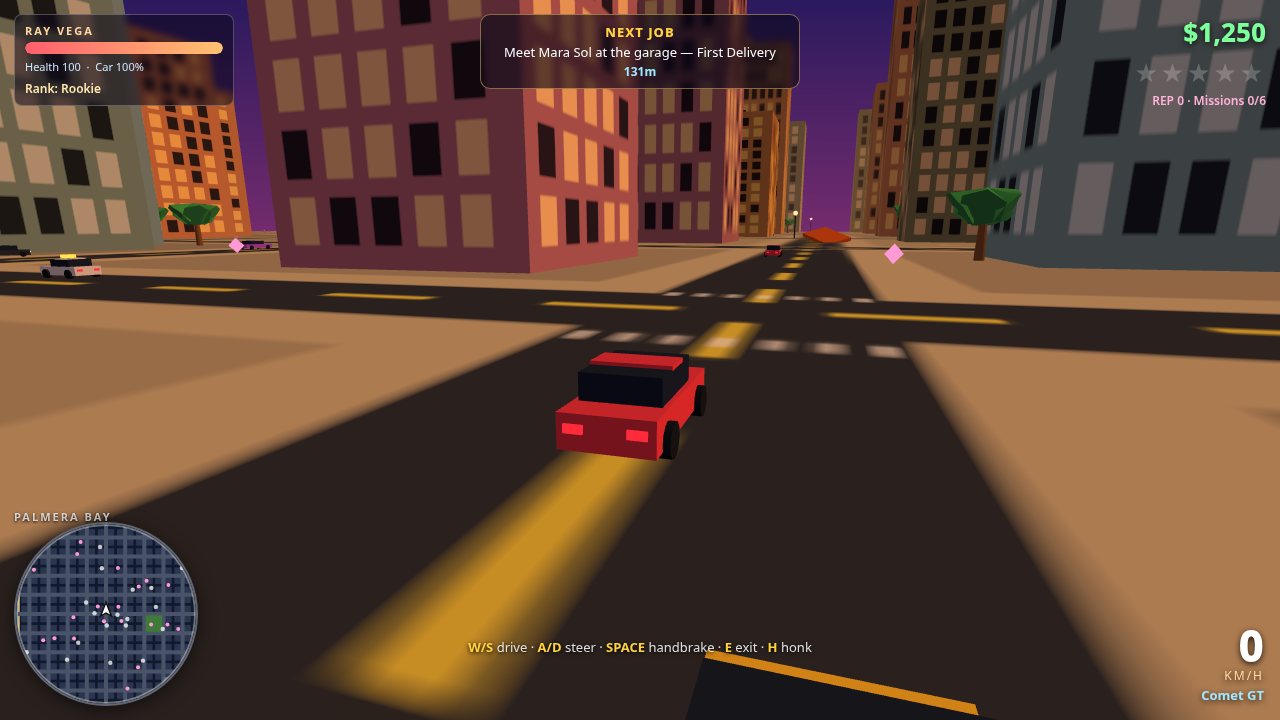 RAY VEGA
Health 100 · Car 100%
Rank: Rookie
NEXT JOB
Meet Mara Sol at the garage — First Delivery
131m
$1,250
★★★★★
REP 0 · Missions 0/6
PALMERA BAY
W/S drive · A/D steer · SPACE handbrake · E exit · H honk
0
KM/H
Comet GT